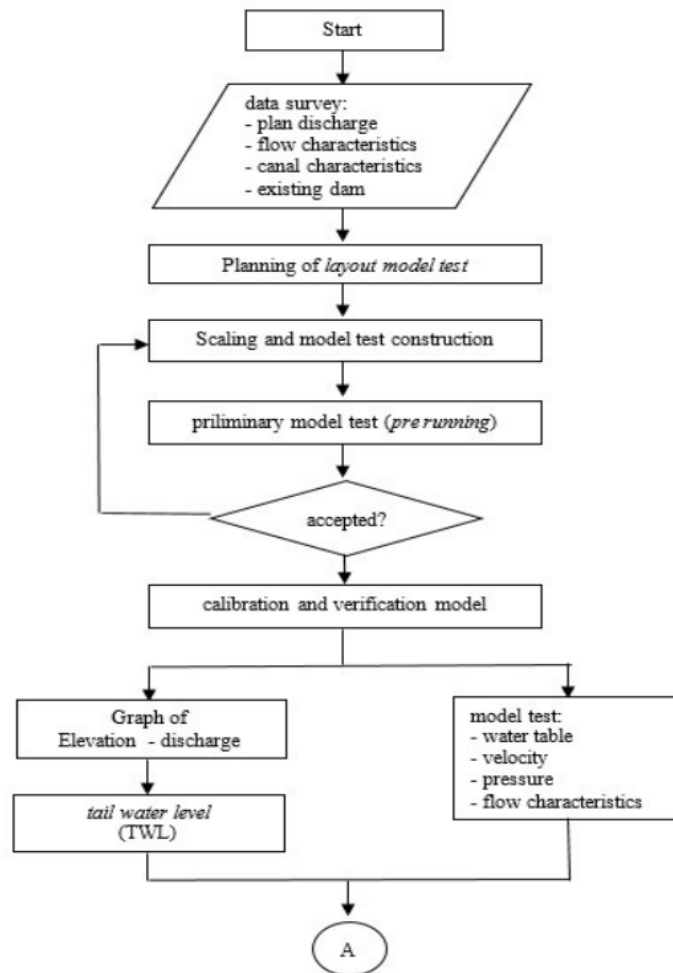 Start
data survey:
- plan discharge
- flow characteristics
- canal characteristics
- existing dam
Planning of layout model test
Scaling and model test construction
priliminary model test (pre running)
accepted?
calibration and verification model
Graph of
Elevation - discharge
tail water level
(TWL)
model test:
- water table
- velocity
- pressure
- flow characteristics
A